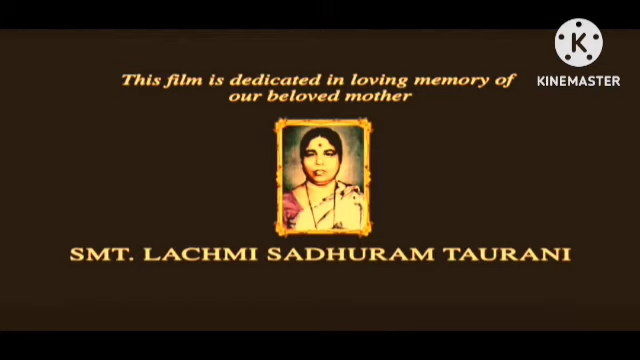 K
KINEMASTER
This film is dedicated in loving memory of
our beloved mother
SMT. LACHMI SADHURAM TAURANI